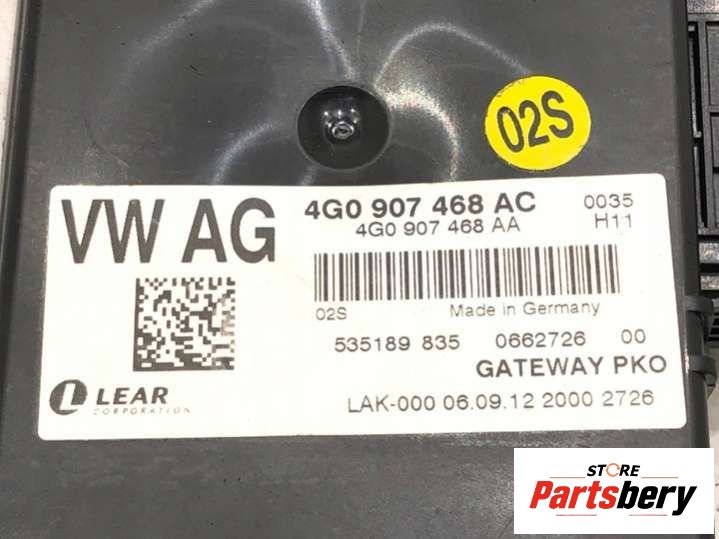 02S
VW AG
4G0 907 468 AC 0035
4G0 907 468 AA H11
02S Made in Germany
535189 835 0662726 00
GATEWAY PKO
LEAR
CORPORATION
LAK-000 06.09.12 2000 2726
STORE
Partsbery